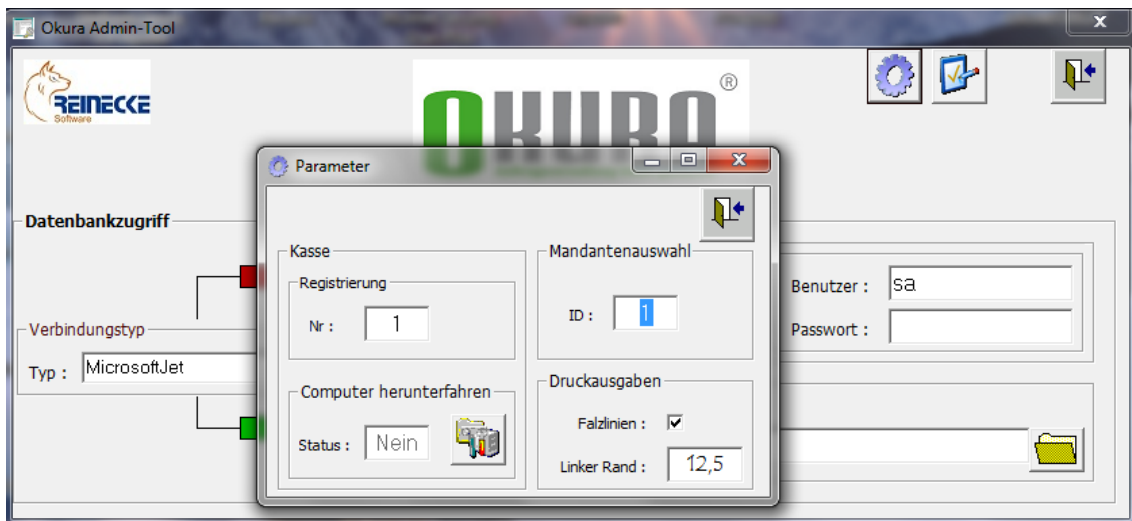 Okura Admin-Tool
x
REINECKE
Software
OKURA
®
Parameter
Datenbankzugriff
Kasse
Mandantenauswahl
Registrierung
Nr : 1
ID : 1
Benutzer : sa
Passwort :
Verbindungstyp
Typ : MicrosoftJet
Computer herunterfahren
Status : Nein
Druckausgaben
Falzlinien :
Linker Rand : 12,5